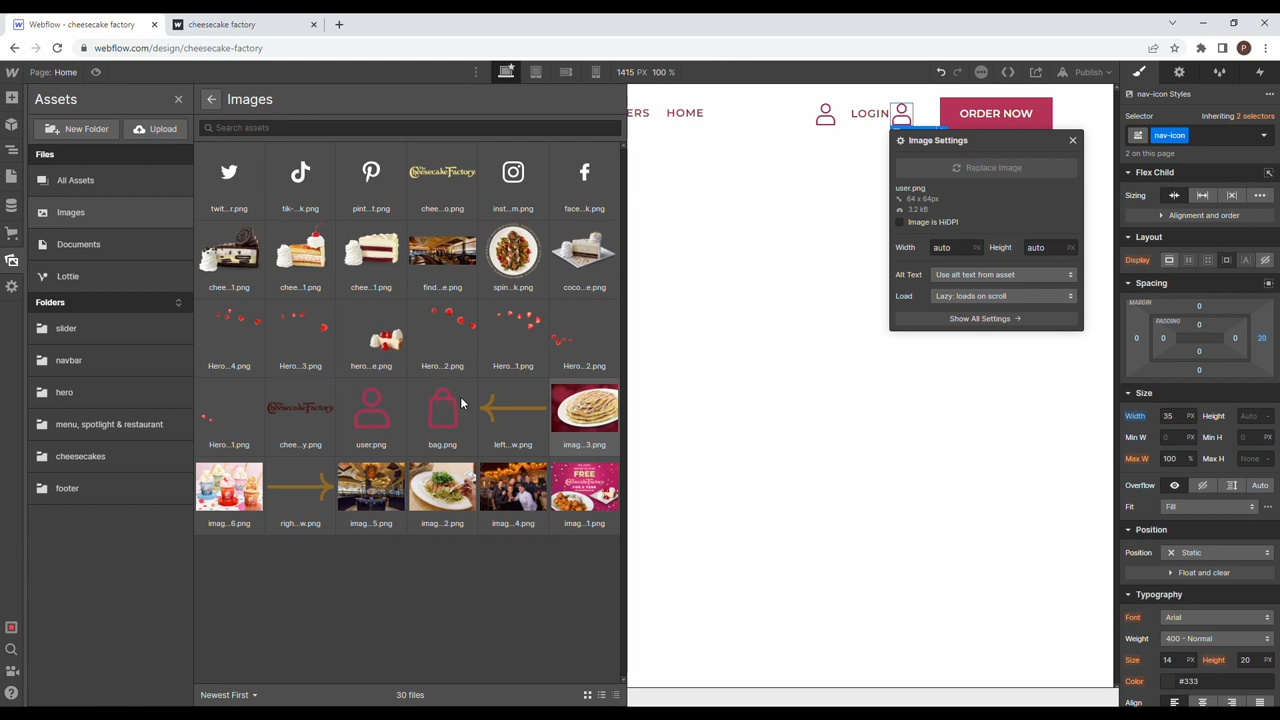 Webflow - cheesecake factory
cheesecake factory
webflow.com/design/cheesecake-factory
P
Page: Home
1415 PX 100 %
Publish
Assets
New Folder
Upload
Files
All Assets
Images
Documents
Lottie
Folders
slider
navbar
hero
menu, spotlight & restaurant
cheesecakes
footer
Images
Search assets
twit...r.png
tik-...k.png
pint...t.png
chee...o.png
inst...m.png
face...k.png
chee...1.png
chee...1.png
chee...1.png
find...e.png
spin...k.png
coco...e.png
Hero...4.png
Hero...3.png
hero...e.png
Hero...2.png
Hero...1.png
Hero...2.png
Hero...1.png
chee...y.png
user.png
bag.png
left...w.png
imag...3.png
imag...6.png
righ...w.png
imag...5.png
imag...2.png
imag...4.png
imag...1.png
Newest First
30 files
ERS
HOME
LOGIN
ORDER NOW
Image Settings
Replace Image
user.png
64 x 64px
3.2 kB
Image is HiDPI
Width auto PX Height auto PX
Alt Text Use alt text from asset
Load Lazy: loads on scroll
Show All Settings
nav-icon Styles
Selector Inheriting 2 selectors
nav-icon
2 on this page
Flex Child
Sizing
Alignment and order
Layout
Display
Spacing
MARGIN
0
PADDING
0
0 0 0 20
0
0
Size
Width 35 PX Height Auto -
Min W 0 PX Min H 0 PX
Max W 100 % Max H None -
Overflow Auto
Fit Fill
Position
Position Static
Float and clear
Typography
Font Arial
Weight 400 - Normal
Size 14 PX Height 20 PX
Color #333
Align